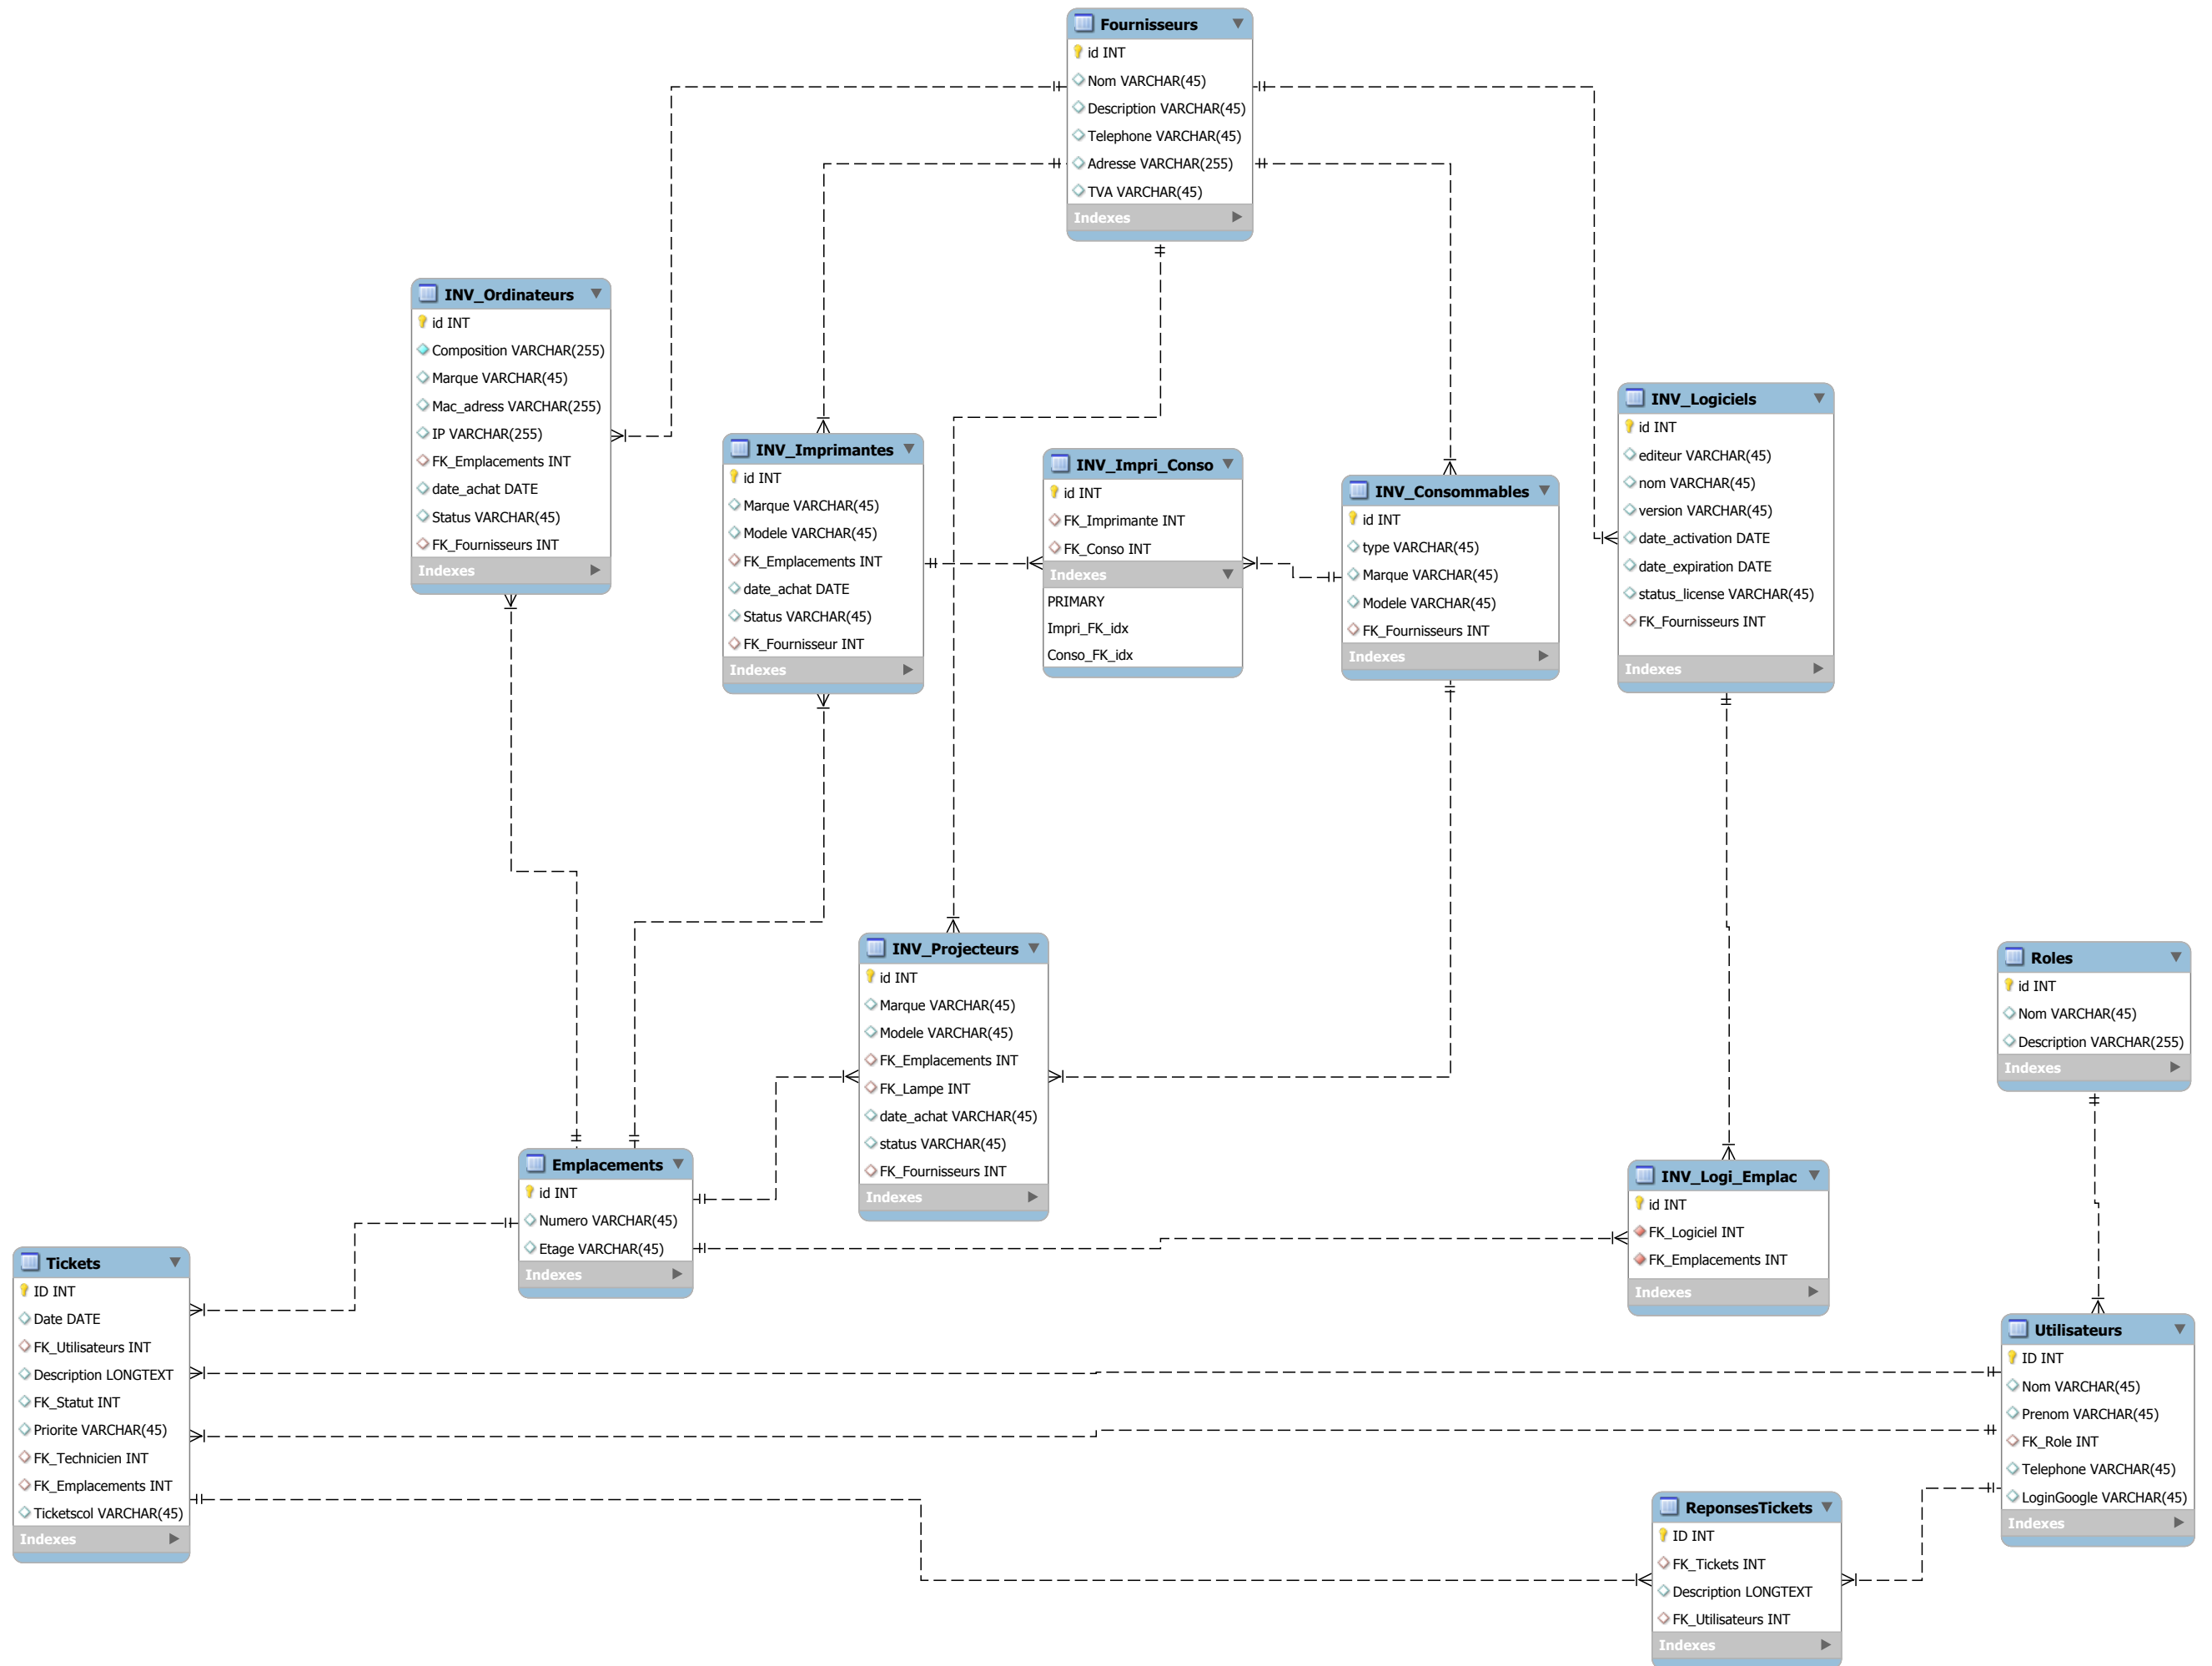 Fournisseurs
id INT
Nom VARCHAR(45)
Description VARCHAR(45)
Telephone VARCHAR(45)
Adresse VARCHAR(255)
TVA VARCHAR(45)
Indexes
INV_Ordinateurs
id INT
Composition VARCHAR(255)
Marque VARCHAR(45)
Mac_adress VARCHAR(255)
IP VARCHAR(255)
FK_Emplacements INT
date_achat DATE
Status VARCHAR(45)
FK_Fournisseurs INT
Indexes
INV_Imprimantes
id INT
Marque VARCHAR(45)
Modele VARCHAR(45)
FK_Emplacements INT
date_achat DATE
Status VARCHAR(45)
FK_Fournisseur INT
Indexes
INV_Impri_Conso
id INT
FK_Imprimante INT
FK_Conso INT
Indexes
PRIMARY
Impri_FK_idx
Conso_FK_idx
INV_Consommables
id INT
type VARCHAR(45)
Marque VARCHAR(45)
Modele VARCHAR(45)
FK_Fournisseurs INT
Indexes
INV_Logiciels
id INT
editeur VARCHAR(45)
nom VARCHAR(45)
version VARCHAR(45)
date_activation DATE
date_expiration DATE
status_license VARCHAR(45)
FK_Fournisseurs INT
Indexes
INV_Projecteurs
id INT
Marque VARCHAR(45)
Modele VARCHAR(45)
FK_Emplacements INT
FK_Lampe INT
date_achat VARCHAR(45)
status VARCHAR(45)
FK_Fournisseurs INT
Indexes
Roles
id INT
Nom VARCHAR(45)
Description VARCHAR(255)
Indexes
Emplacements
id INT
Numero VARCHAR(45)
Etage VARCHAR(45)
Indexes
INV_Logi_Emplac
id INT
FK_Logiciel INT
FK_Emplacements INT
Indexes
Tickets
ID INT
Date DATE
FK_Utilisateurs INT
Description LONGTEXT
FK_Statut INT
Priorite VARCHAR(45)
FK_Technicien INT
FK_Emplacements INT
Ticketscol VARCHAR(45)
Indexes
Utilisateurs
ID INT
Nom VARCHAR(45)
Prenom VARCHAR(45)
FK_Role INT
Telephone VARCHAR(45)
LoginGoogle VARCHAR(45)
Indexes
ReponsesTickets
ID INT
FK_Tickets INT
Description LONGTEXT
FK_Utilisateurs INT
Indexes